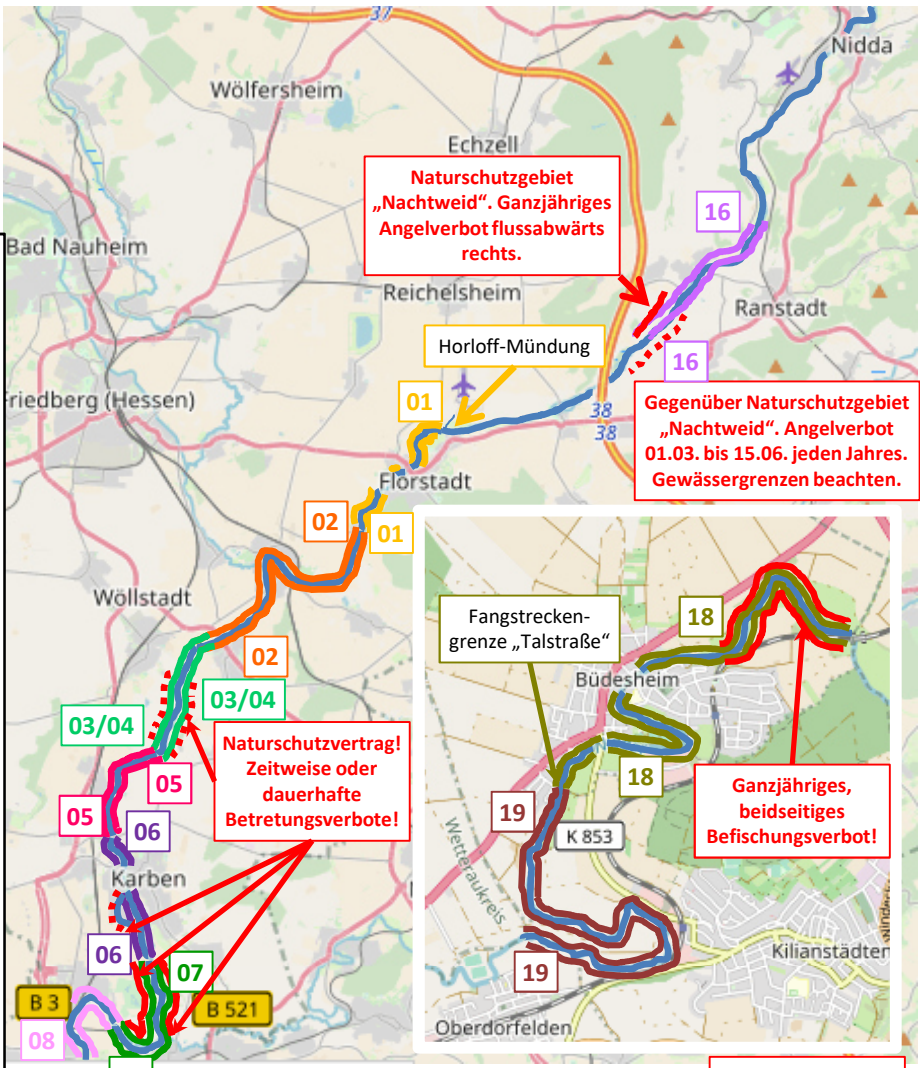 37
Nidda
Wölfersheim
Echzell
Naturschutzgebiet
„Nachtweid“. Ganzjähriges
Angelverbot flussabwärts
rechts.
16
Bad Nauheim
Reichelsheim
Ranstadt
Horloff-Mündung
16
Friedberg (Hessen)
01
38
38
Gegenüber Naturschutzgebiet
„Nachtweid“. Angelverbot
01.03. bis 15.06. jeden Jahres.
Gewässergrenzen beachten.
Florstadt
02
01
Wöllstadt
02
03/04
03/04
Naturschutzvertrag!
Zeitweise oder
dauerhafte
Betretungsverbote!
05
05
06
Karben
06
07
B 3
B 521
08
Fangstrecken-
grenze „Talstraße“
18
Büdesheim
18
Ganzjähriges,
beidseitiges
Befischungsverbot!
19
K 853
Wetteraukreis
Kilianstädten
19
Oberdorfelden